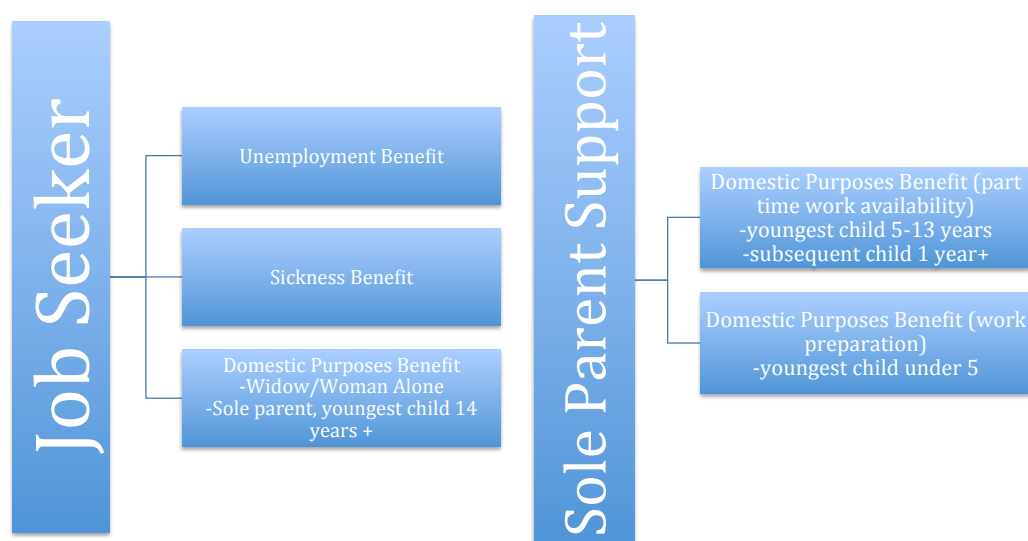 Job Seeker
Unemployment Benefit
Sickness Benefit
Domestic Purposes Benefit
-Widow/Woman Alone
-Sole parent, youngest child 14
years +
Sole Parent Support
Domestic Purposes Benefit (part
time work availability)
-youngest child 5-13 years
-subsequent child 1 year+
Domestic Purposes Benefit (work
preparation)
-youngest child under 5